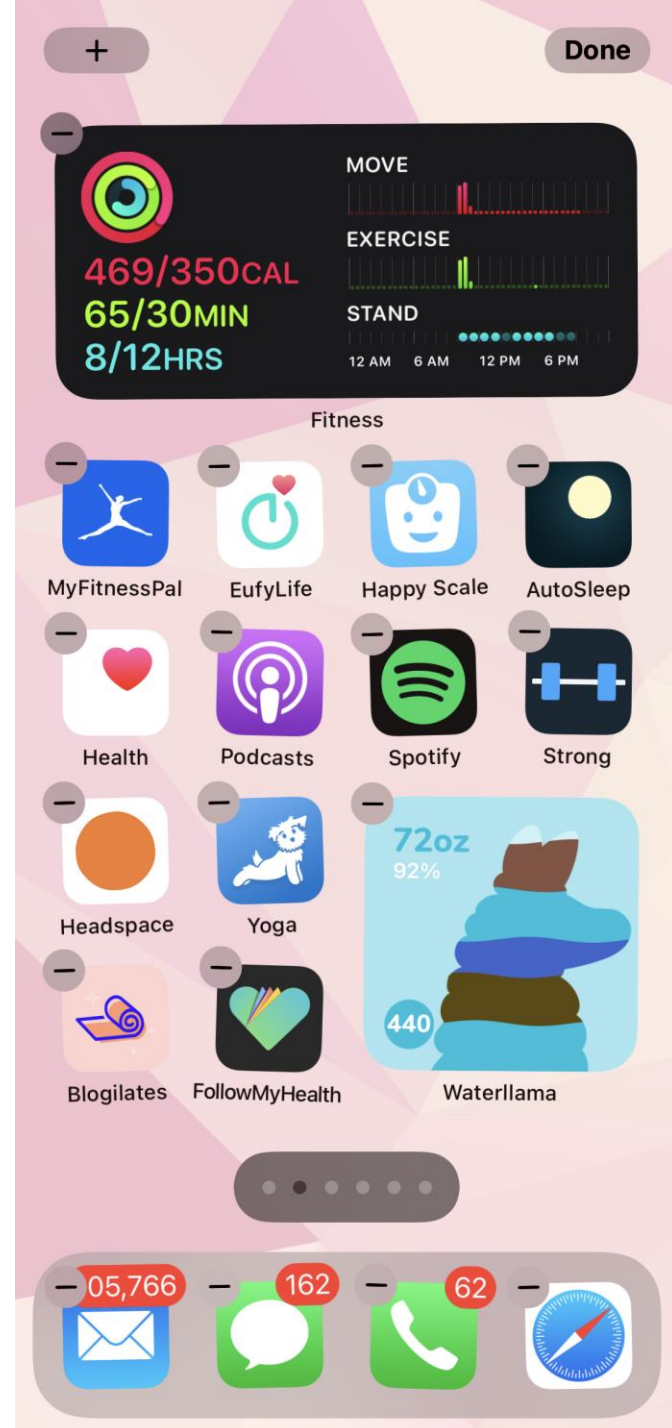 + Done
MOVE
469/350CAL
EXERCISE
65/30MIN
STAND
8/12HRS
12 AM 6 AM 12 PM 6 PM
Fitness
MyFitnessPal EufyLife Happy Scale AutoSleep
Health Podcasts Spotify Strong
72oz
92%
Headspace Yoga
440
Blogilates FollowMyHealth Waterllama
05,766 162 62